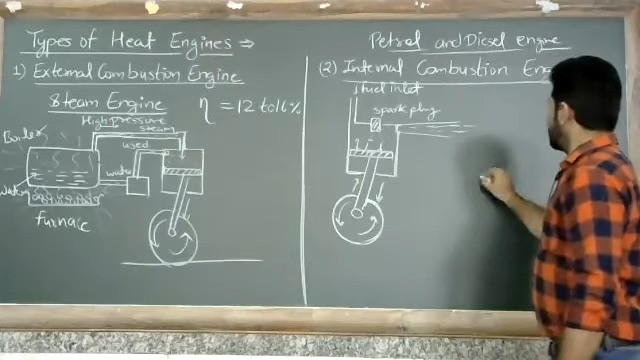 Types of Heat Engines ⇒
1) External Combustion Engine
Steam Engine
η = 12 to 16%
High pressure
steam
Boiler
used
water
Water
furnace
Petrol and Diesel engine
(2) Internal Combustion En
fuel inlet
spark plug